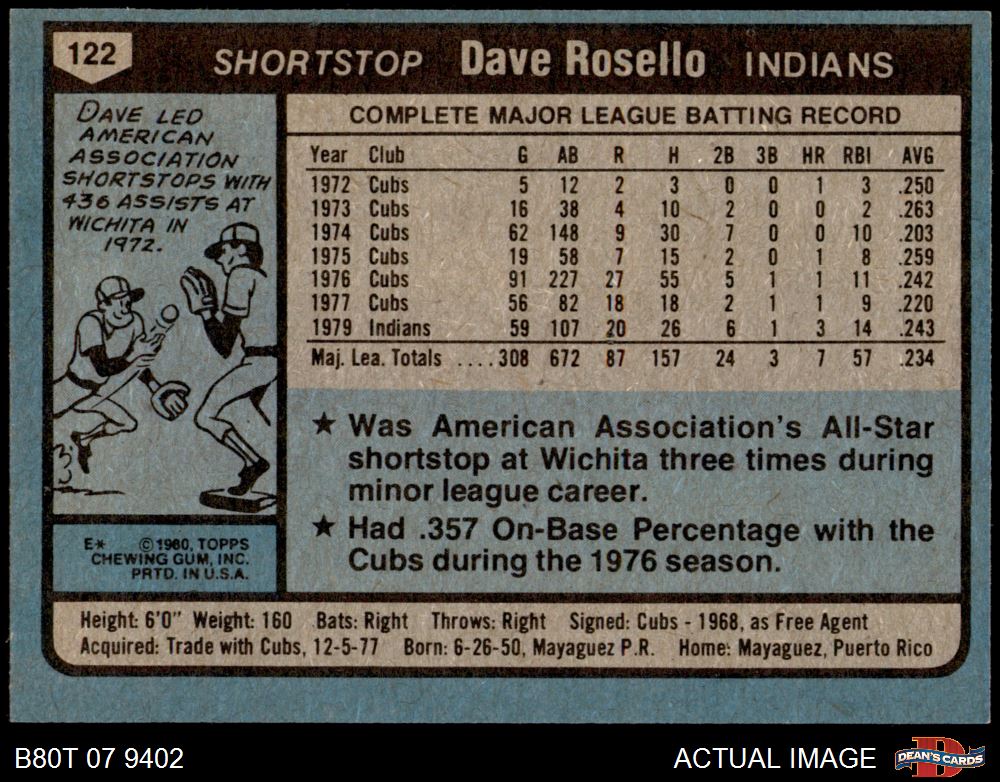 122
SHORTSTOP Dave Rosello INDIANS
DAVE LED
AMERICAN
ASSOCIATION
SHORTSTOPS WITH
436 ASSISTS AT
WICHITA IN
1972.
COMPLETE MAJOR LEAGUE BATTING RECORD
Year Club G AB R H 2B 3B HR RBI AVG
1972 Cubs 5 12 2 3 0 0 1 3 .250
1973 Cubs 16 38 4 10 2 0 0 2 .263
1974 Cubs 62 148 9 30 7 0 0 10 .203
1975 Cubs 19 58 7 15 2 0 1 8 .259
1976 Cubs 91 227 27 55 5 1 1 11 .242
1977 Cubs 56 82 18 18 2 1 1 9 .220
1979 Indians 59 107 20 26 6 1 3 14 .243
Maj. Lea. Totals ....308 672 87 157 24 3 7 57 .234
★ Was American Association's All-Star
shortstop at Wichita three times during
minor league career.
★ Had .357 On-Base Percentage with the
Cubs during the 1976 season.
E* ©1980, TOPPS
CHEWING GUM, INC.
PRTD. IN U.S.A.
Height: 6'0" Weight: 160 Bats: Right Throws: Right Signed: Cubs - 1968, as Free Agent
Acquired: Trade with Cubs, 12-5-77 Born: 6-26-50, Mayaguez P.R. Home: Mayaguez, Puerto Rico
B80T 07 9402
ACTUAL IMAGE
D
DEAN'S CARDS